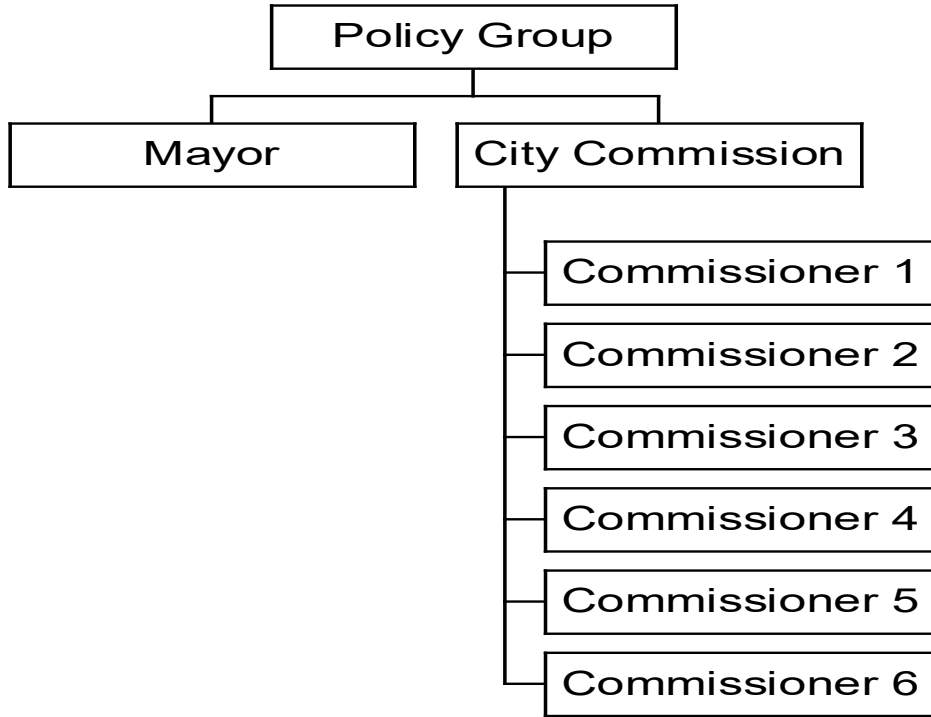 Policy Group
Mayor
City Commission
Commissioner 1
Commissioner 2
Commissioner 3
Commissioner 4
Commissioner 5
Commissioner 6